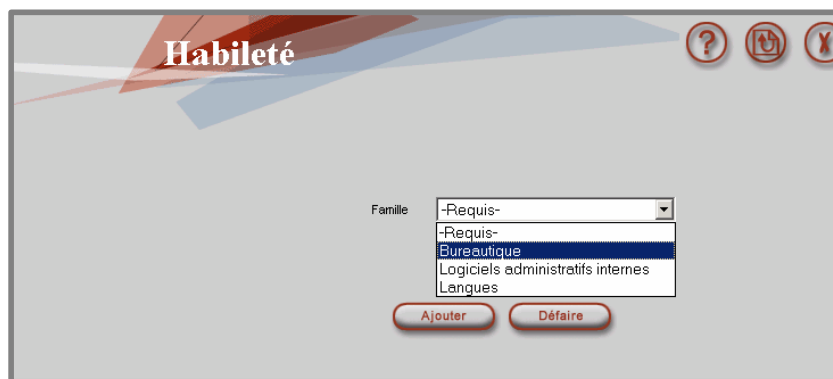 Habileté
?
X
Famille
-Requis-
-Requis-
Bureautique
Logiciels administratifs internes
Langues
Ajouter
Défaire